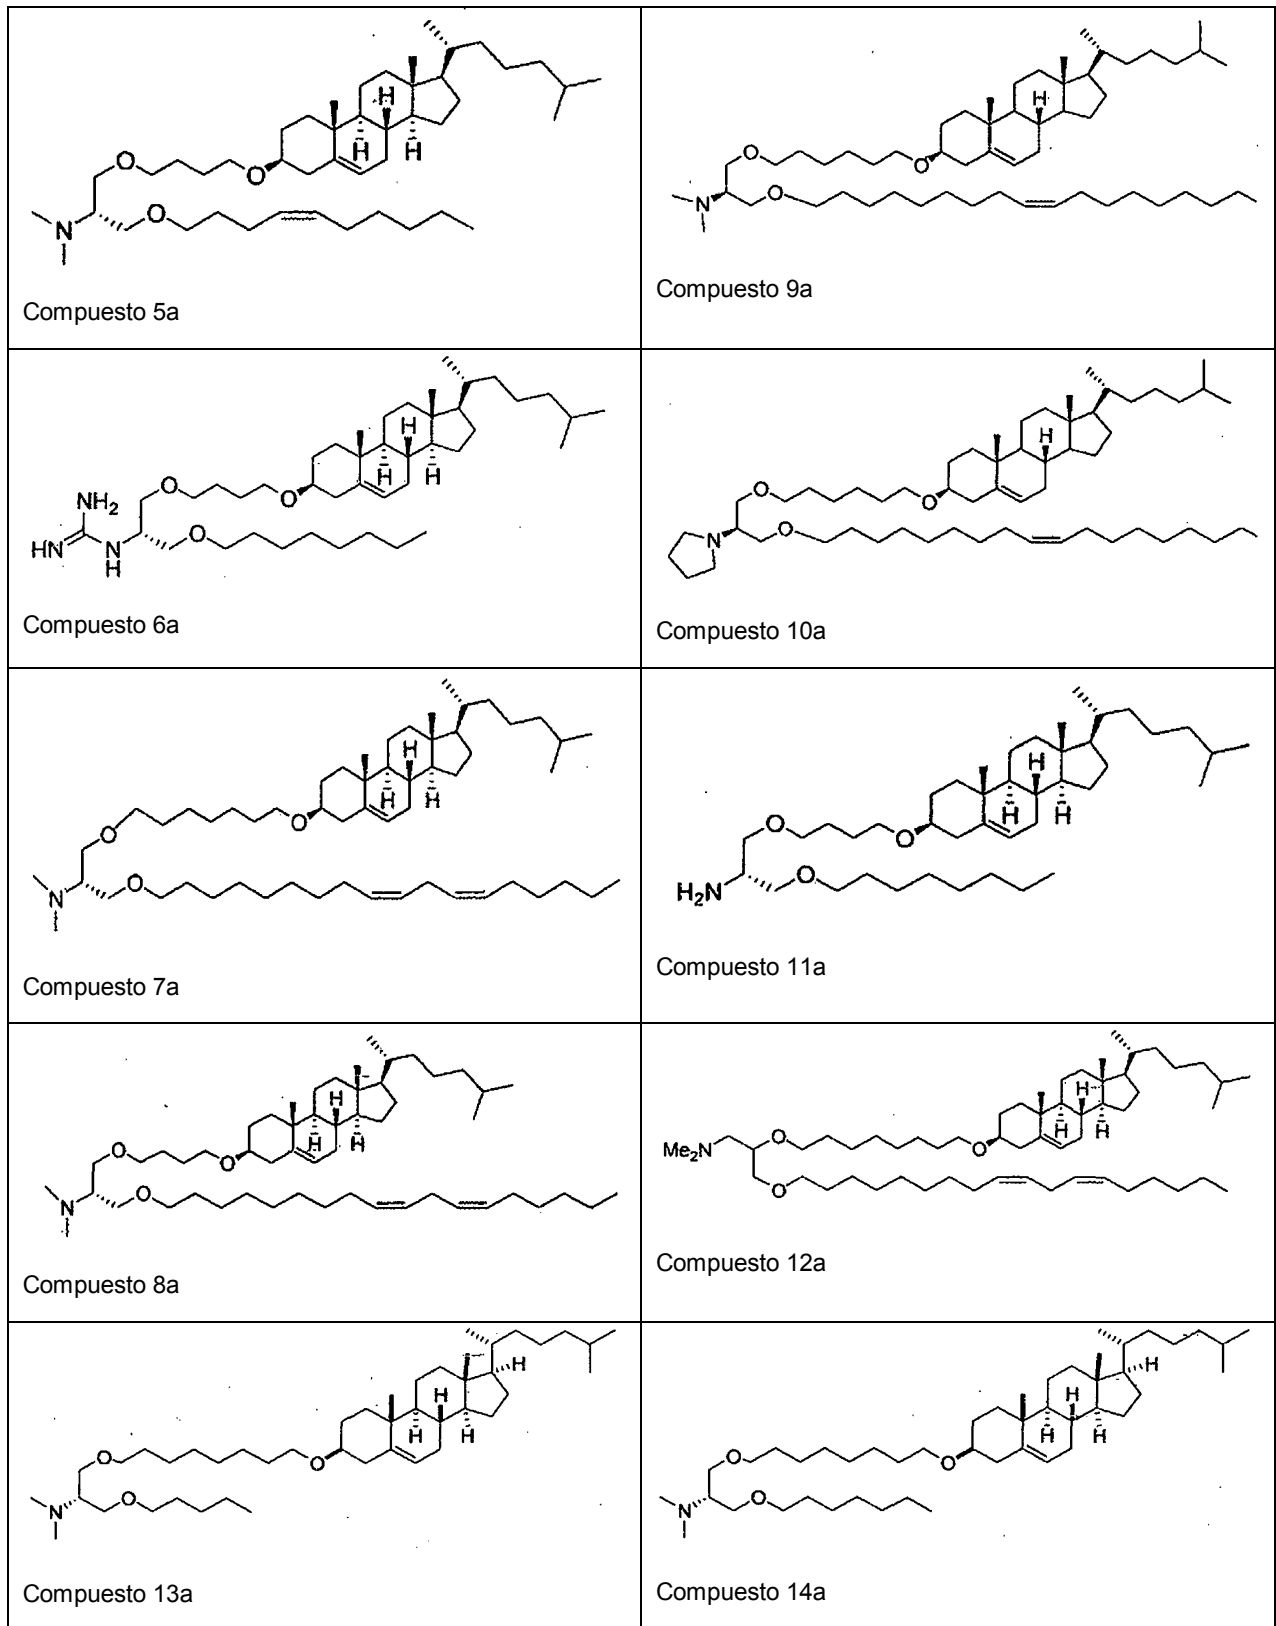 H
H H
O O
O
N
Compuesto 5a
H
O O
O
N
Compuesto 9a
H
H H
O O
NH2
O
HN N
H
Compuesto 6a
H
O O
N O
Compuesto 10a
H
H H
O O
O
N
Compuesto 7a
H
H H
O O
O
H2N
Compuesto 11a
H
H H
O O
O
N
Compuesto 8a
H
H H
O O
Me2N
O
Compuesto 12a
H
H
H H
O O
O
N
Compuesto 13a
H
H
H H
O O
O
N
Compuesto 14a